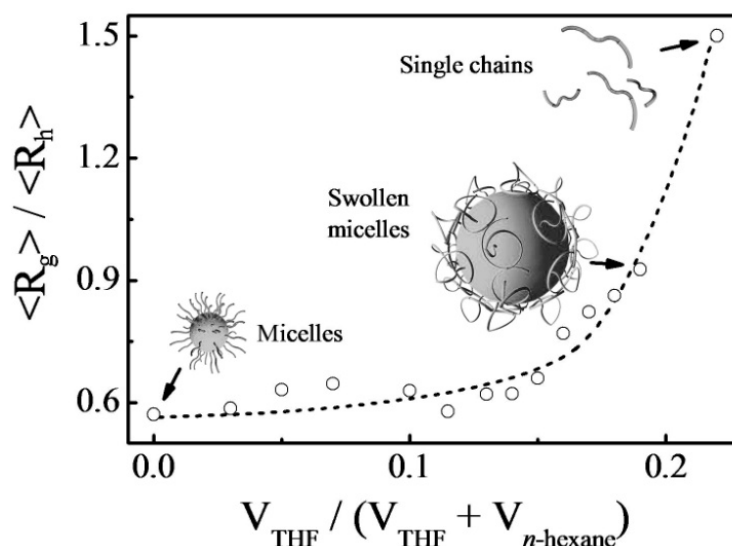 1.5
1.2
0.9
0.6
<R_g> / <R_h>
Single chains
Swollen
micelles
Micelles
0.0
0.1
0.2
V_THF / (V_THF + V_n-hexane)